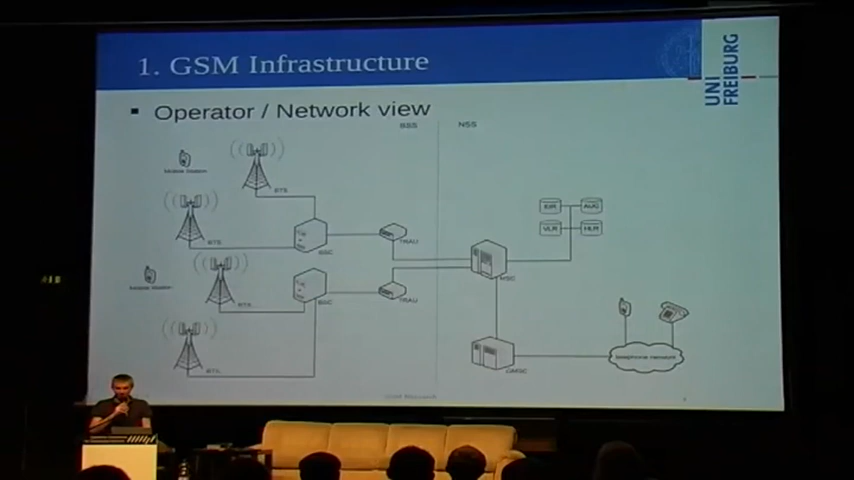 1. GSM Infrastructure
UNI
FREIBURG
▪ Operator / Network view
BSS
NSS
Mobile Station
BTS
BTS
TRAU
BSC
EIR
AUC
VLR
HLR
MSC
Mobile Station
BTS
BSC
TRAU
telephone network
BTS
GMSC